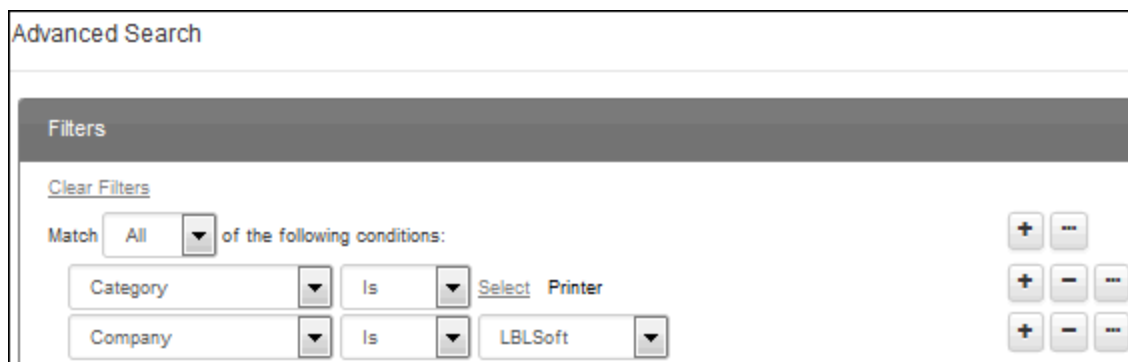 Advanced Search
Filters
Clear Filters
Match All of the following conditions:
Category Is Select Printer
Company Is LBLSoft